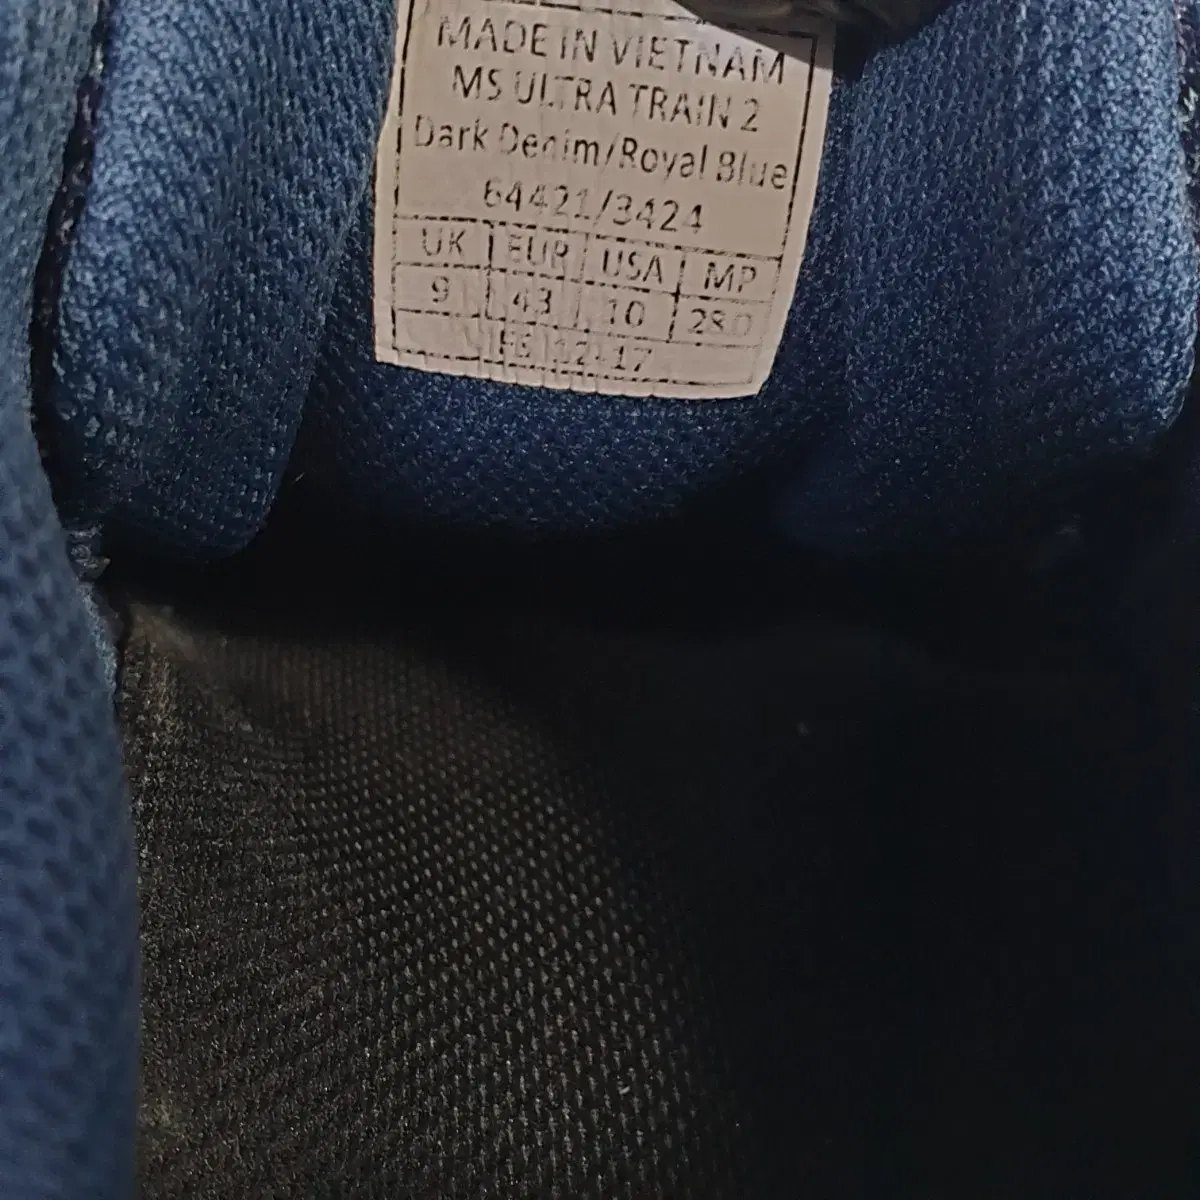 MADE IN VIETNAM
MS ULTRA TRAIN 2
Dark Denim/Royal Blue
64421/3424
UK EUR USA MP
9 43 10 28.0
12-17